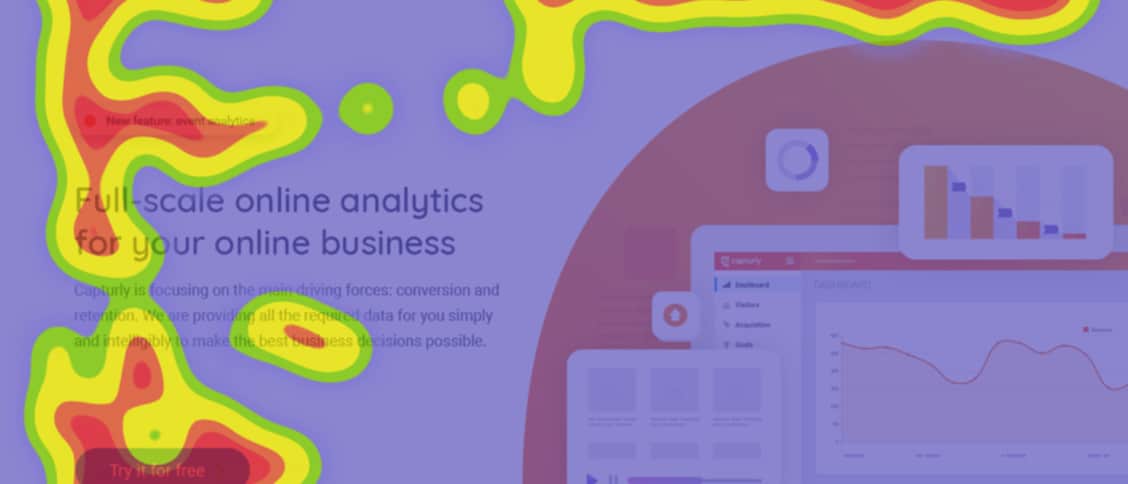 New feature: event analytics
Full-scale online analytics
for your online business
Capturly is focusing on the main driving forces: conversion and
retention. We are providing all the required data for you simply
and intelligibly to make the best business decisions possible.
Try it for free
capturly
Dashboard
Visitors
Acquisition
Goals
DASHBOARD